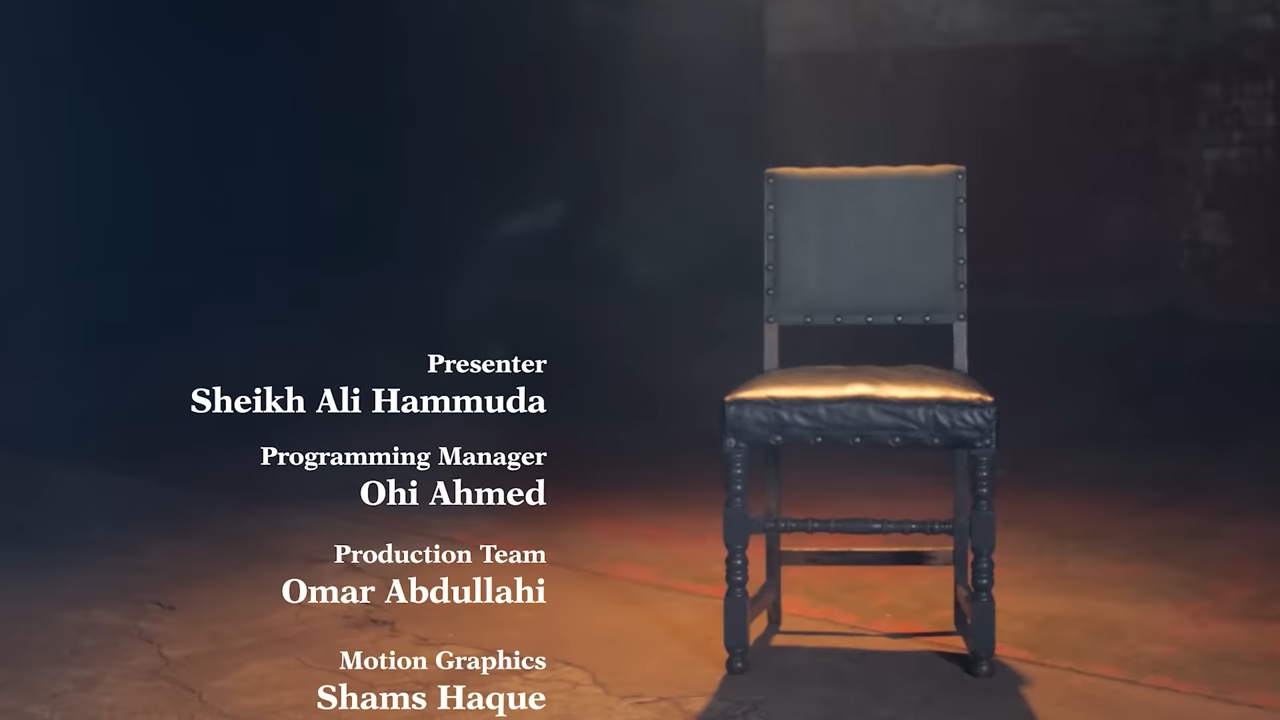 Presenter
Sheikh Ali Hammuda
Programming Manager
Ohi Ahmed
Production Team
Omar Abdullahi
Motion Graphics
Shams Haque